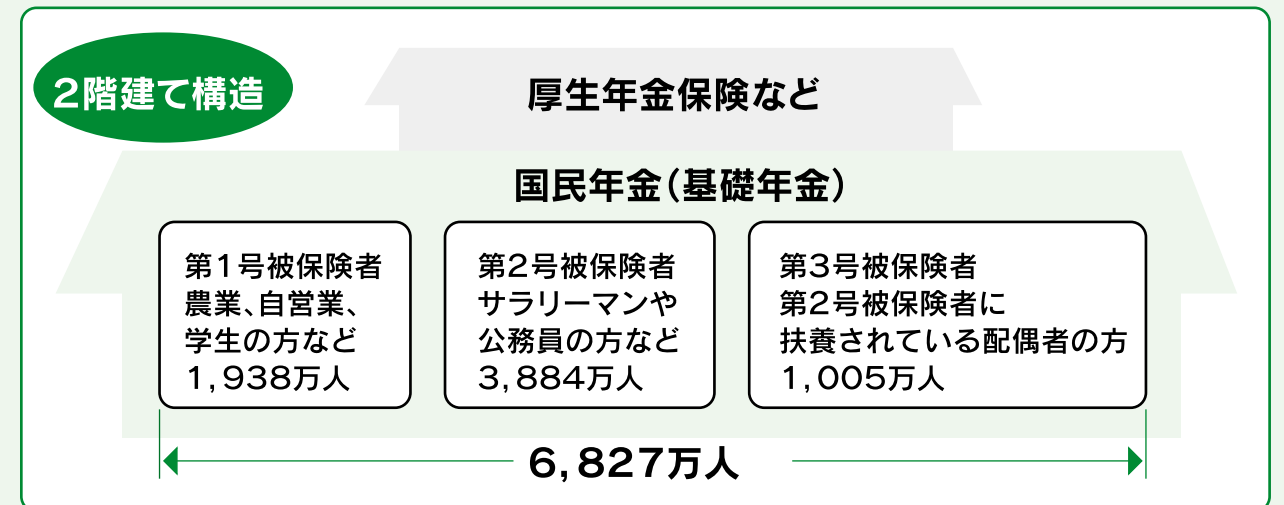 2階建て構造
厚生年金保険など
国民年金(基礎年金)
第1号被保険者
農業、自営業、
学生の方など
1,938万人
第2号被保険者
サラリーマンや
公務員の方など
3,884万人
第3号被保険者
第2号被保険者に
扶養されている配偶者の方
1,005万人
6,827万人